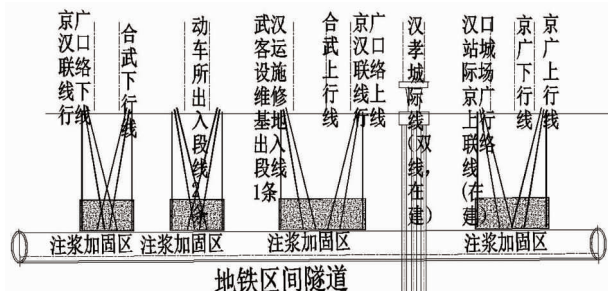 京广汉口联络线下行线
合武下行线
动车所出入段线2条
武汉客运设施维修基地出入段线1条
合武上行线
京广汉口联络线上行线
汉孝城际线(双线,在建)
汉口站城际场京广上行联络线(在建)
京广下行线
京广上行线
注浆加固区
注浆加固区
注浆加固区
注浆加固区
地铁区间隧道